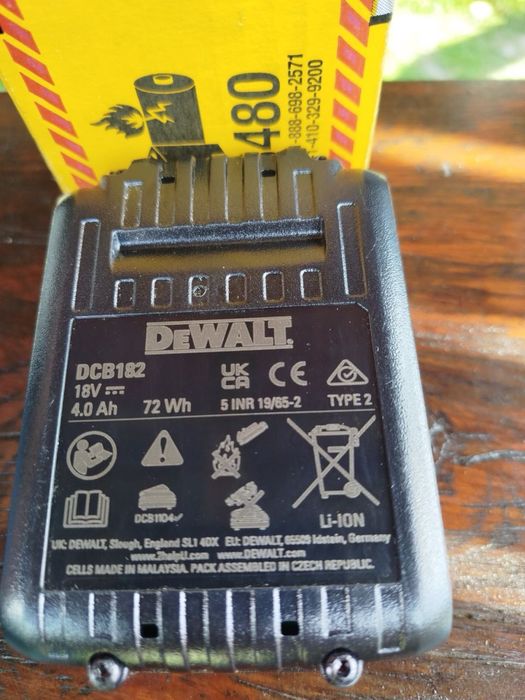 480
-888-698-2571
1-410-329-9200
DEWALT
DCB182
18V
4.0 Ah 72 Wh 5 INR 19/65-2 TYPE 2
UK CA CE
DCB1104
Li-ION
UK: DEWALT, Slough, England SL1 4DX EU: DEWALT, 65509 Idstein, Germany
www.2helpU.com www.DEWALT.com
CELLS MADE IN MALAYSIA. PACK ASSEMBLED IN CZECH REPUBLIC.